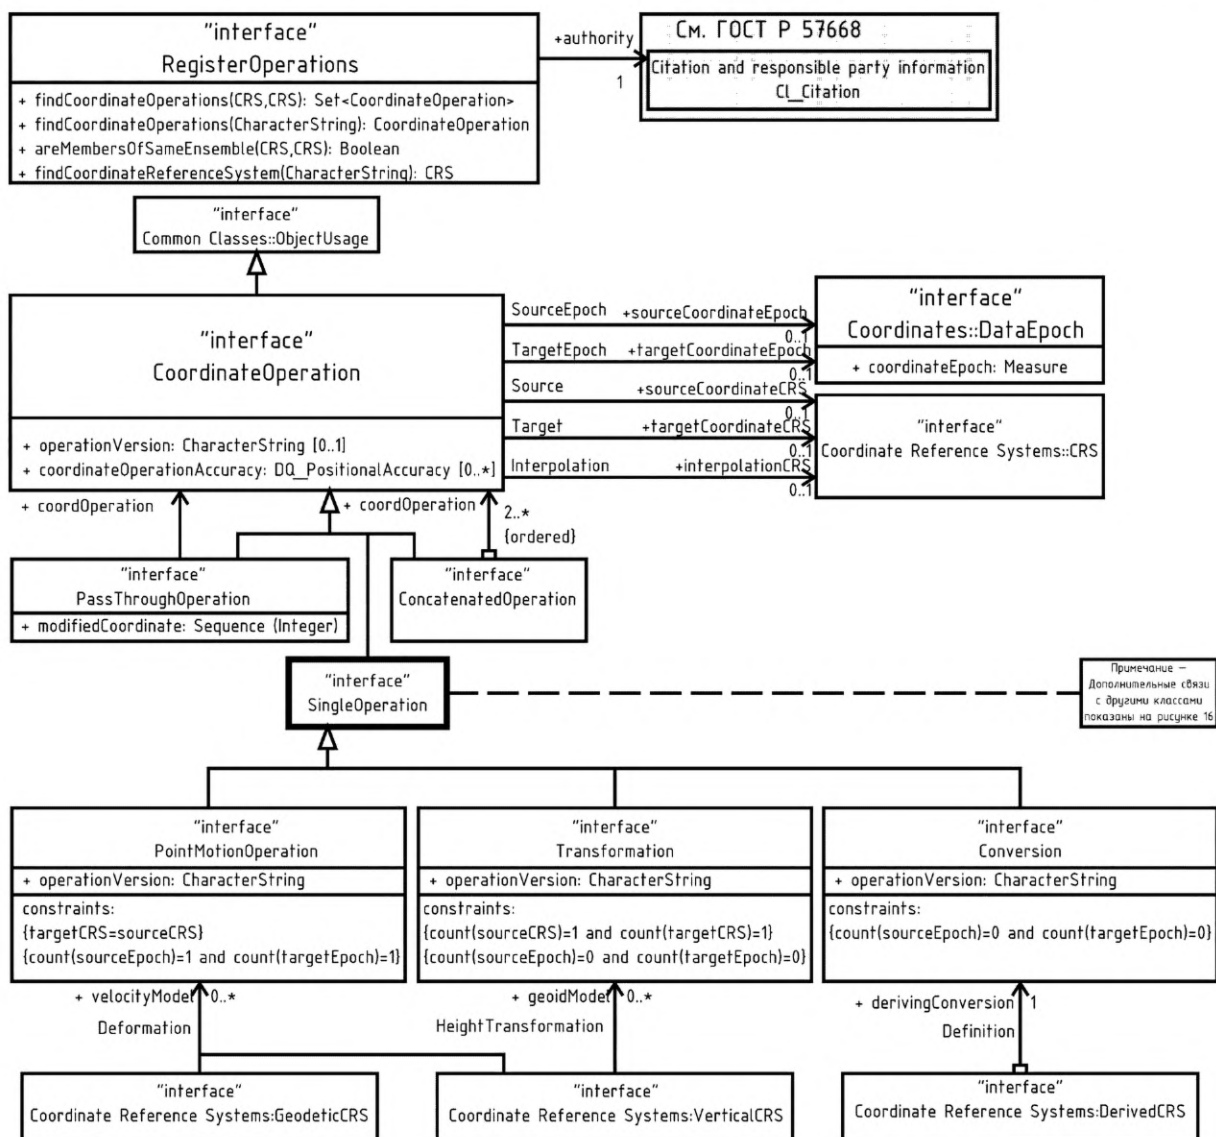 "interface"
RegisterOperations
+ findCoordinateOperations(CRS,CRS): Set<CoordinateOperation>
+ findCoordinateOperations(CharacterString): CoordinateOperation
+ areMembersOfSameEnsemble(CRS,CRS): Boolean
+ findCoordinateReferenceSystem(CharacterString): CRS
+authority
1
См. ГОСТ Р 57668
Citation and responsible party information
CI_Citation
"interface"
Common Classes::ObjectUsage
"interface"
CoordinateOperation
+ operationVersion: CharacterString [0..1]
+ coordinateOperationAccuracy: DQ_PositionalAccuracy [0..*]
SourceEpoch +sourceCoordinateEpoch
0..1
TargetEpoch +targetCoordinateEpoch
0..1
Source +sourceCoordinateCRS
0..1
Target +targetCoordinateCRS
0..1
Interpolation +interpolationCRS
0..1
"interface"
Coordinates::DataEpoch
+ coordinateEpoch: Measure
"interface"
Coordinate Reference Systems::CRS
+ coordOperation
+ coordOperation
2..*
{ordered}
"interface"
PassThroughOperation
+ modifiedCoordinate: Sequence (Integer)
"interface"
ConcatenatedOperation
"interface"
SingleOperation
Примечание –
Дополнительные связи
с другими классами
показаны на рисунке 16
"interface"
PointMotionOperation
+ operationVersion: CharacterString
constraints:
{targetCRS=sourceCRS}
{count(sourceEpoch)=1 and count(targetEpoch)=1}
"interface"
Transformation
+ operationVersion: CharacterString
constraints:
{count(sourceCRS)=1 and count(targetCRS)=1}
{count(sourceEpoch)=0 and count(targetEpoch)=0}
"interface"
Conversion
+ operationVersion: CharacterString
constraints:
{count(sourceEpoch)=0 and count(targetEpoch)=0}
+ velocityModel 0..*
Deformation
+ geoidModel 0..*
HeightTransformation
+ derivingConversion 1
Definition
"interface"
Coordinate Reference Systems:GeodeticCRS
"interface"
Coordinate Reference Systems:VerticalCRS
"interface"
Coordinate Reference Systems:DerivedCRS